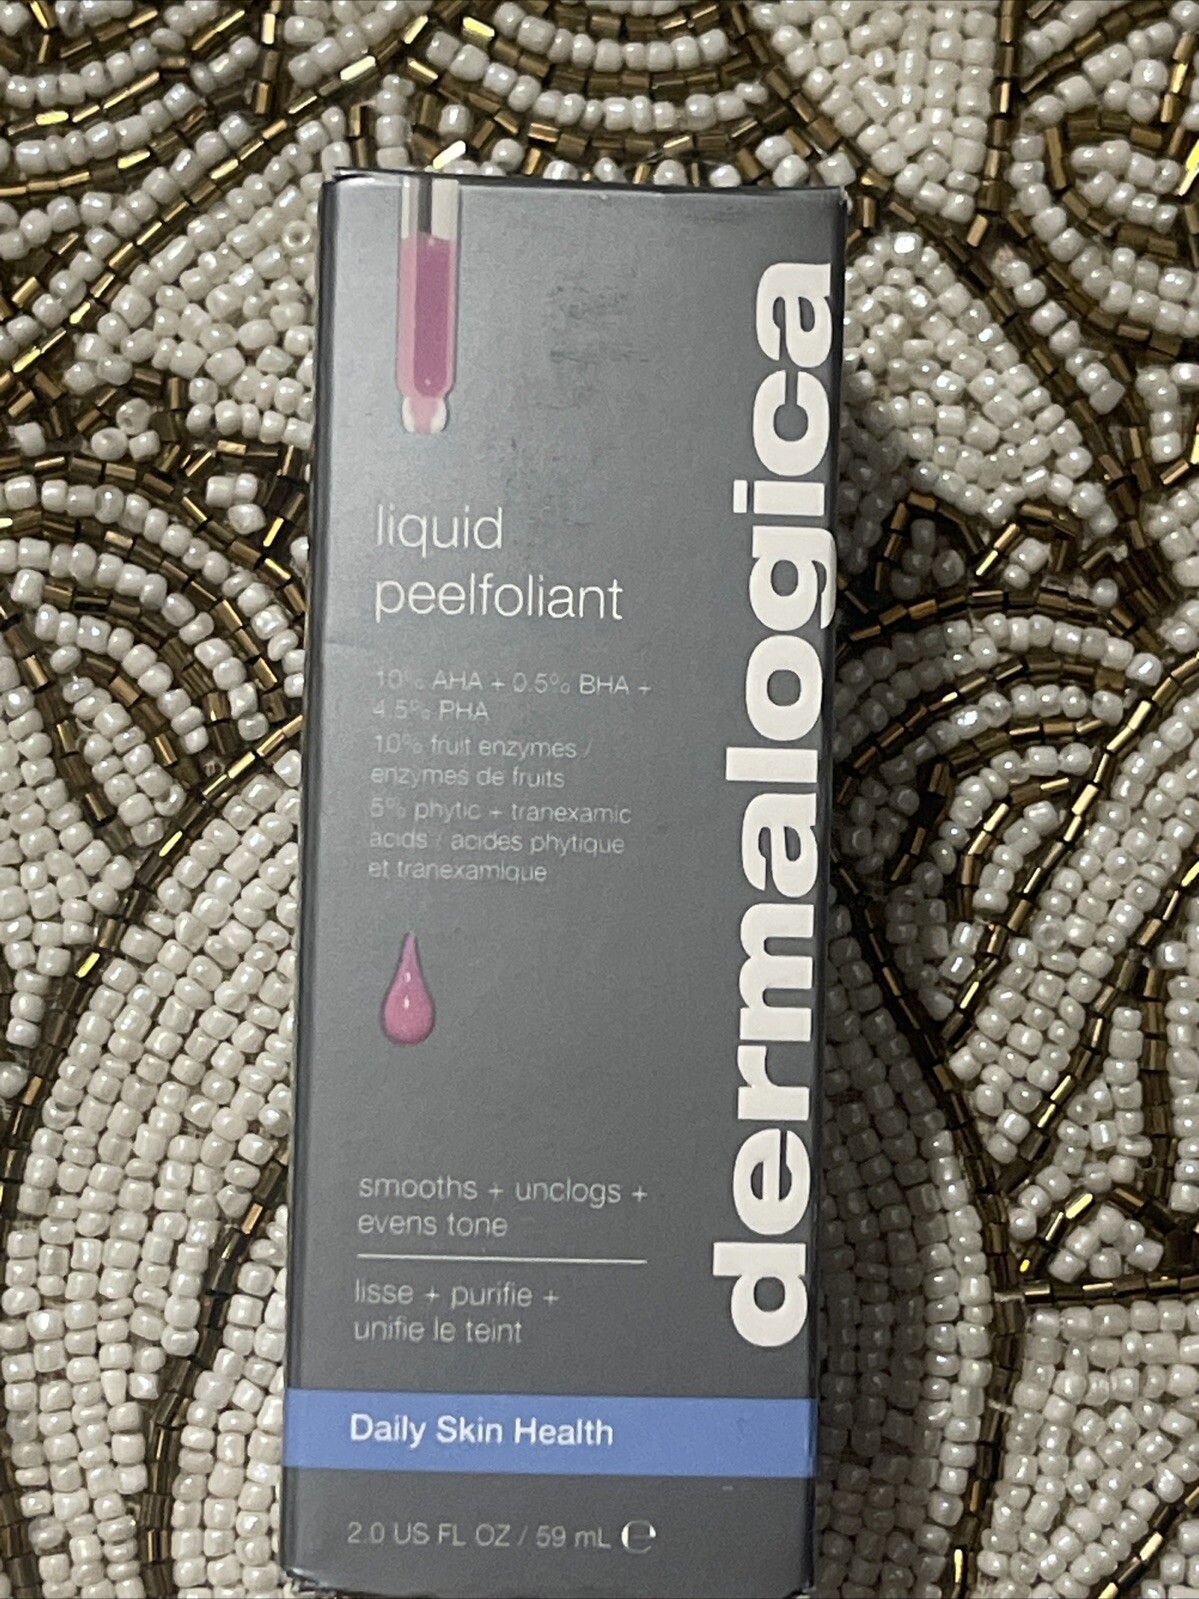 liquid
peelfoliant
10% AHA + 0.5% BHA +
4.5% PHA
10% fruit enzymes /
enzymes de fruits
5% phytic + tranexamic
acids / acides phytique
et tranexamique
smooths + unclogs +
evens tone
lisse + purifie +
unifie le teint
Daily Skin Health
2.0 US FL OZ / 59 mL ℮
dermalogica